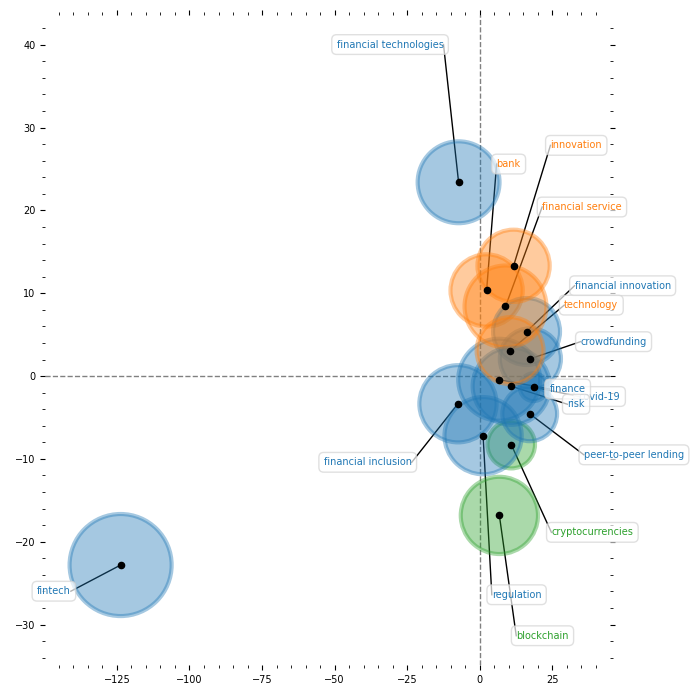 40
30
20
10
0
−10
−20
−30
financial technologies
innovation
bank
financial service
financial innovation
technology
crowdfunding
finance
vid-19
risk
financial inclusion
peer-to-peer lending
cryptocurrencies
fintech
regulation
blockchain
−125
−100
−75
−50
−25
0
25